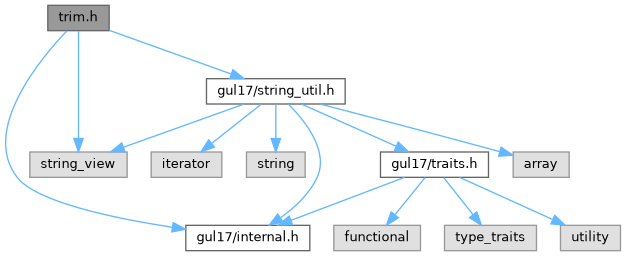 trim.h
gul17/string_util.h
string_view
iterator
string
gul17/traits.h
array
gul17/internal.h
functional
type_traits
utility